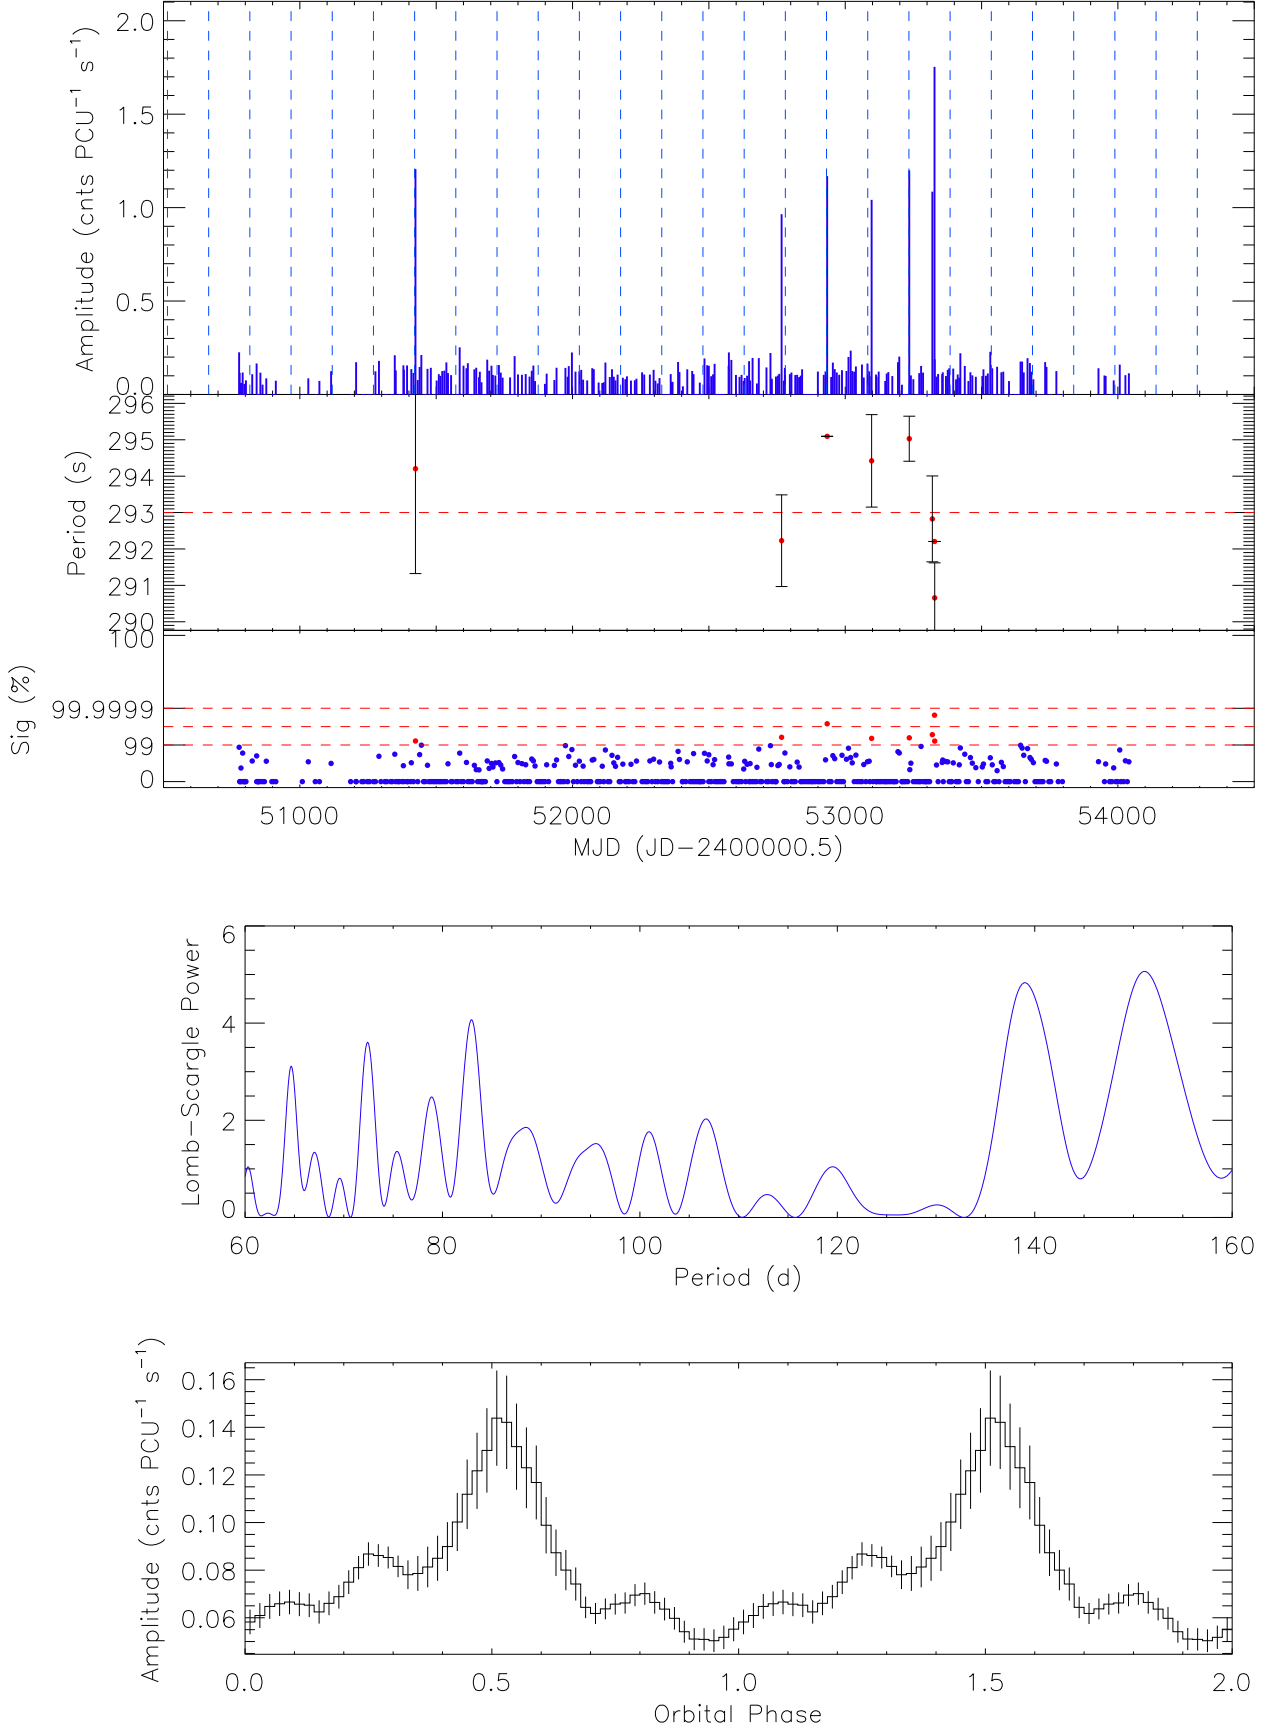 2.0
1.5
1.0
0.5
0.0
Amplitude (cnts PCU⁻¹ s⁻¹)
296
295
294
293
292
291
290
Period (s)
100
99.9999
99
0
Sig (%)
51000 52000 53000 54000
MJD (JD−2400000.5)
6
4
2
0
Lomb−Scargle Power
60 80 100 120 140 160
Period (d)
0.16
0.14
0.12
0.10
0.08
0.06
Amplitude (cnts PCU⁻¹ s⁻¹)
0.0 0.5 1.0 1.5 2.0
Orbital Phase